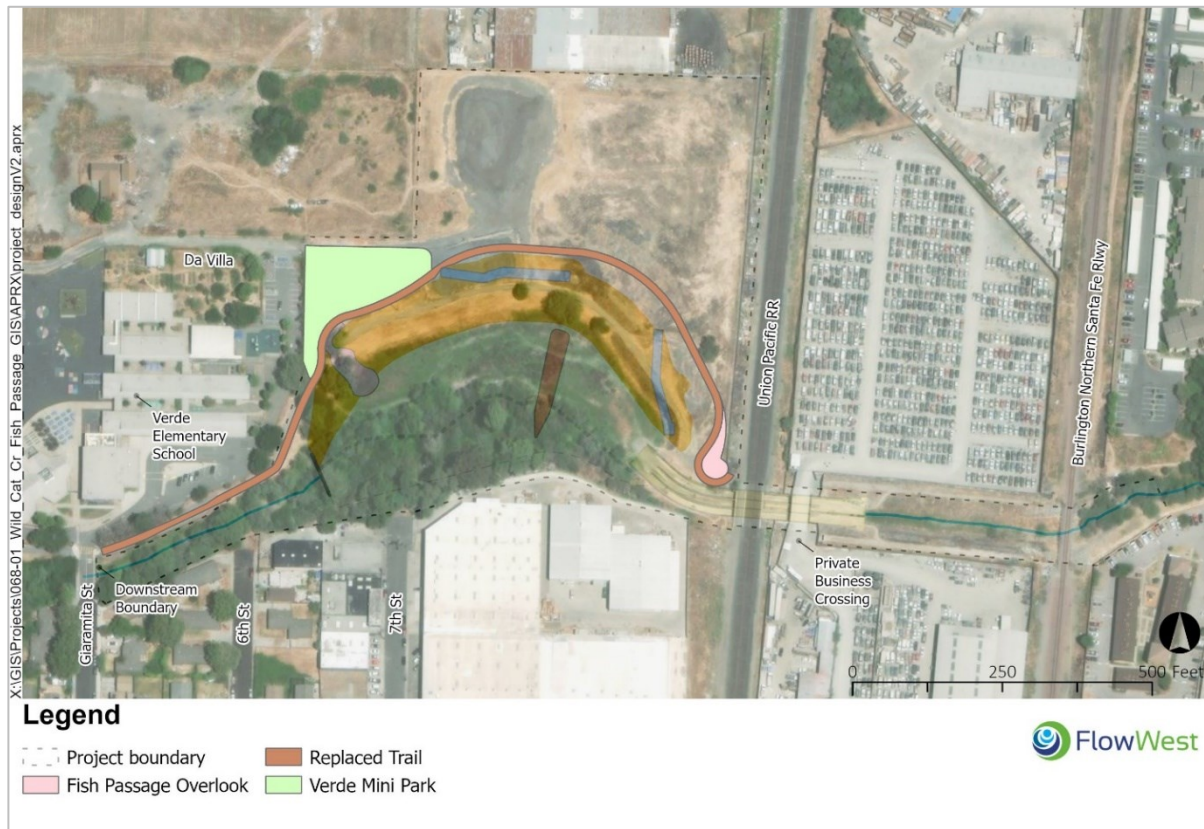 X:\GIS\Projects\068-01_Wild_Cat_Cr_Fish_Passage_GIS\APRX\project_designV2.aprx
Da Villa
Verde
Elementary
School
Union Pacific RR
Burlington Northern Santa Fe Rlwy
Downstream
Boundary
Giaramita St
6th St
7th St
Private
Business
Crossing
0
250
500 Feet
Legend
Project boundary
Replaced Trail
Fish Passage Overlook
Verde Mini Park
FlowWest